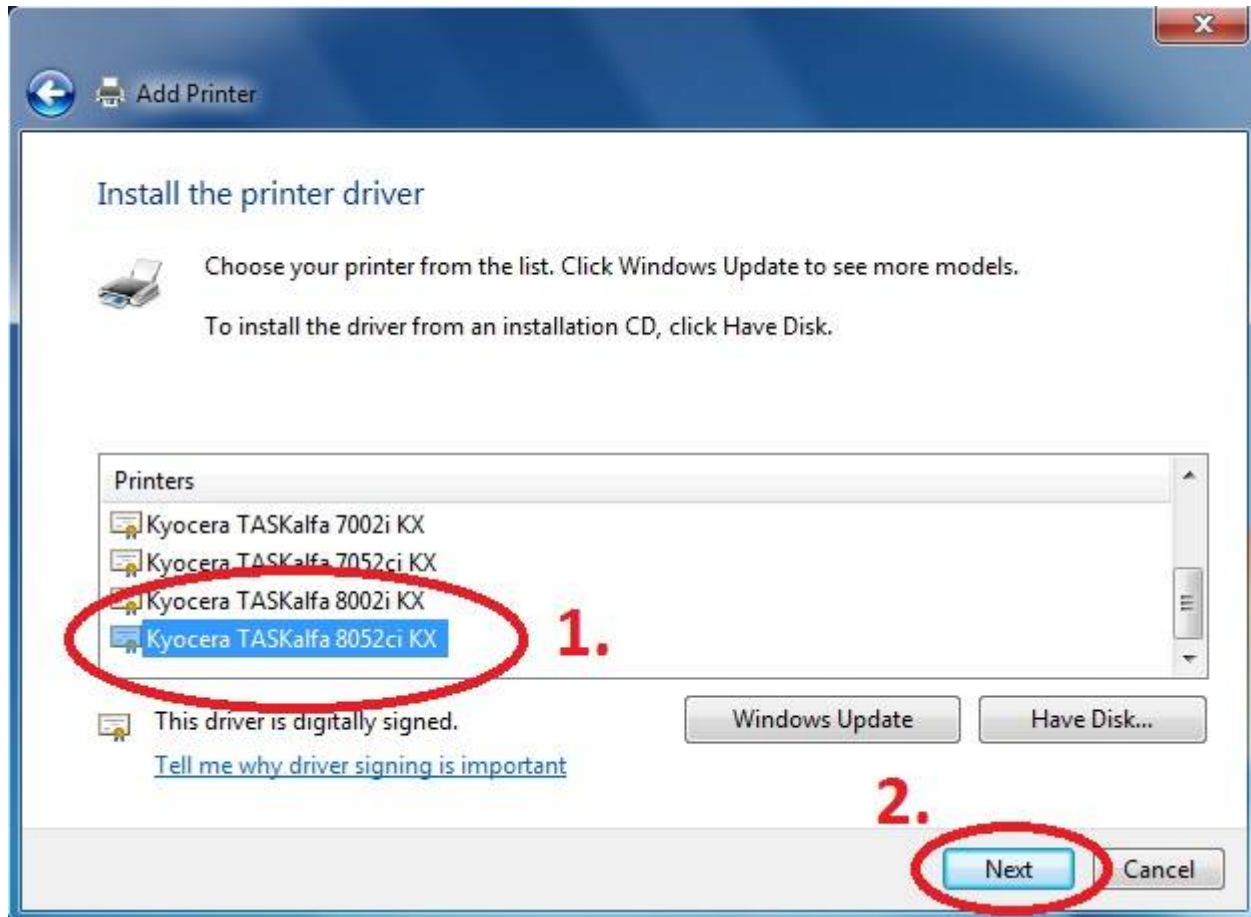 Add Printer
Install the printer driver
Choose your printer from the list. Click Windows Update to see more models.
To install the driver from an installation CD, click Have Disk.
Printers
Kyocera TASKalfa 7002i KX
Kyocera TASKalfa 7052ci KX
Kyocera TASKalfa 8002i KX
Kyocera TASKalfa 8052ci KX
1.
This driver is digitally signed.
Windows Update
Have Disk...
Tell me why driver signing is important
2.
Next
Cancel